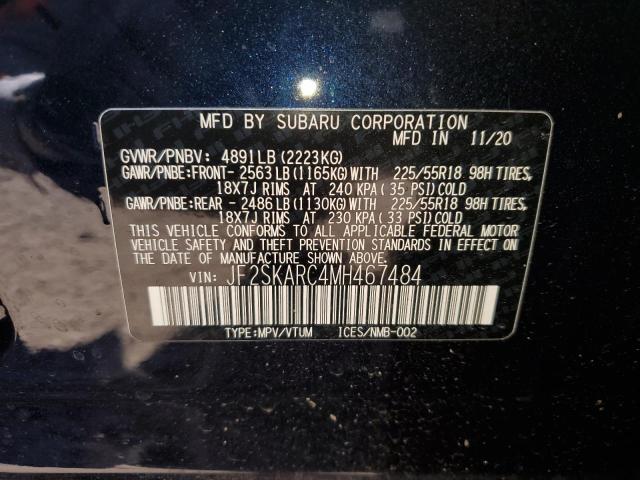 MFD BY SUBARU CORPORATION
MFD IN 11/20
GVWR/PNBV: 4891LB(2223KG)
GAWR/PNBE:FRONT- 2563LB(1165KG)WITH 225/55R18 98H TIRES,
18X7J RIMS AT 240 KPA(35 PSI)COLD
GAWR/PNBE:REAR - 2486LB(1130KG)WITH 225/55R18 98H TIRES,
18X7J RIMS AT 230 KPA(33 PSI)COLD
THIS VEHICLE CONFORMS TO ALL APPLICABLE FEDERAL MOTOR
VEHICLE SAFETY AND THEFT PREVENTION STANDARDS IN EFFECT ON
THE DATE OF MANUFACTURE SHOWN ABOVE.
VIN: JF2SKARC4MH467484
TYPE:MPV/VTUM ICES/NMB-002